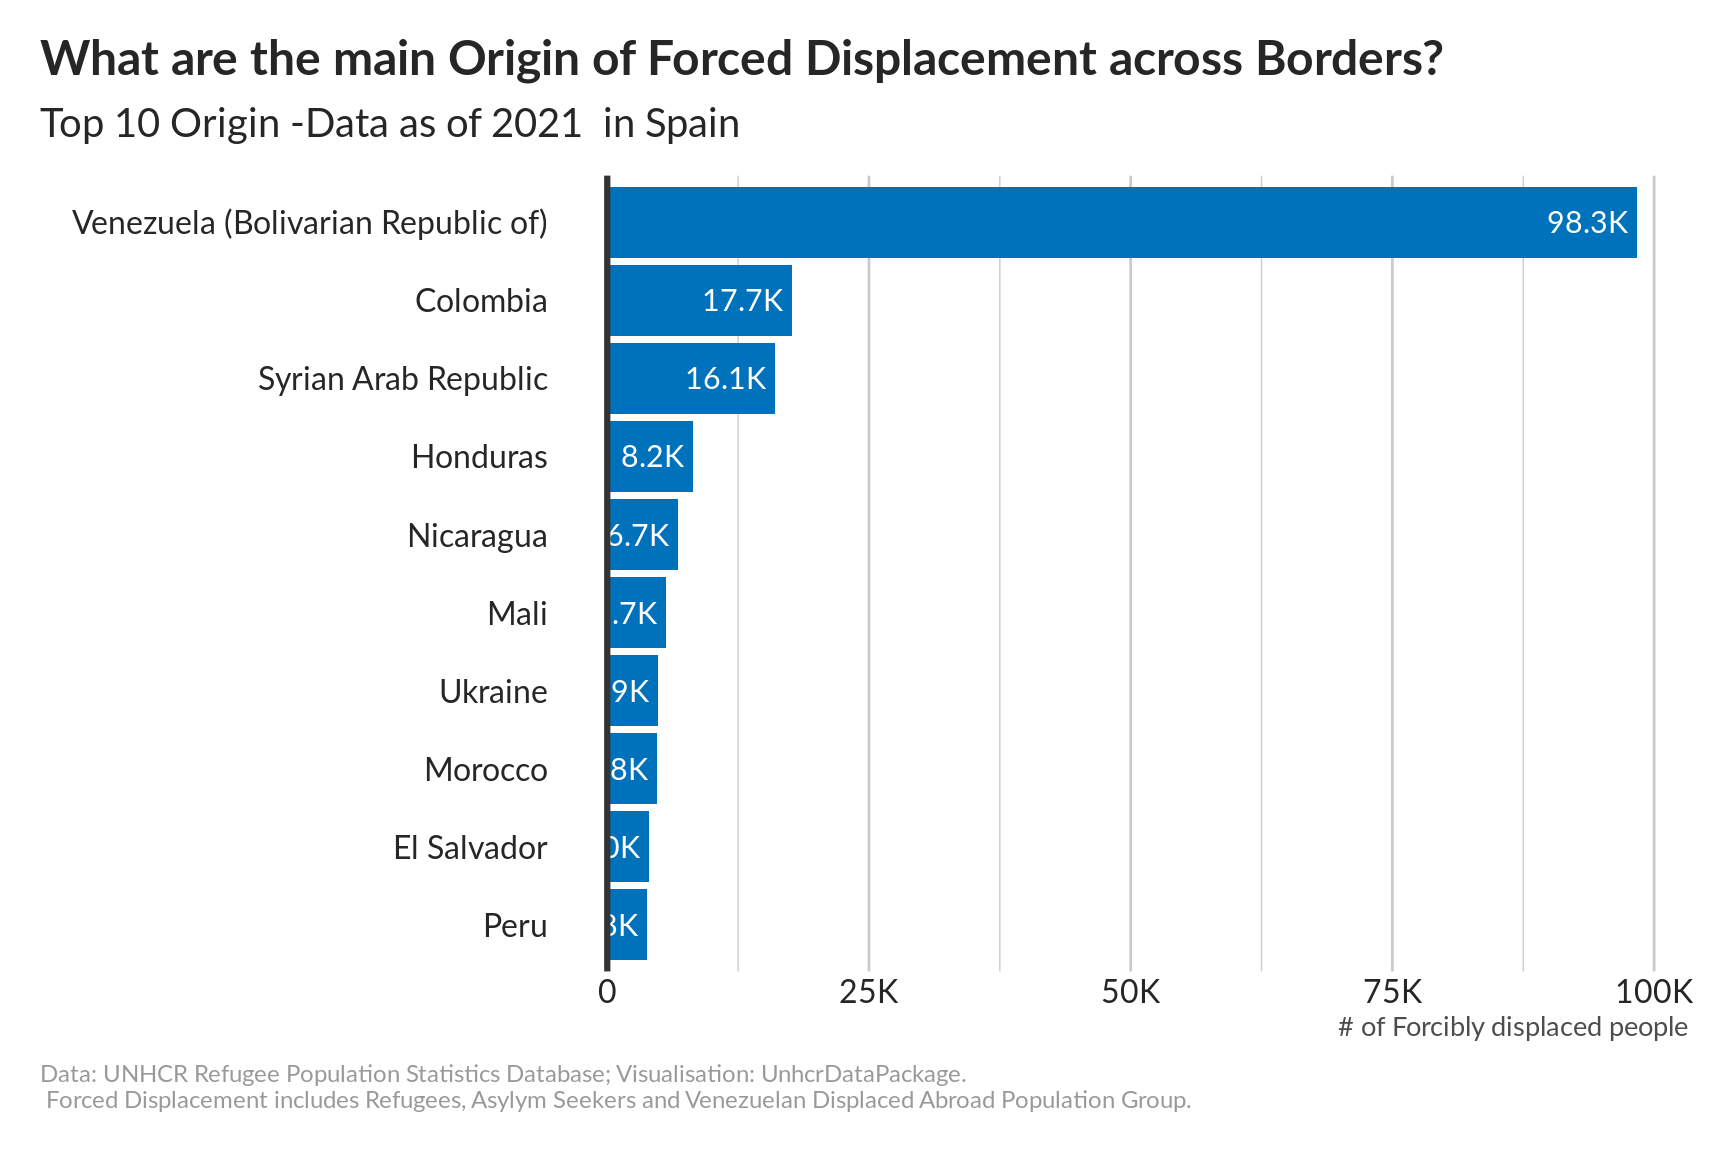 What are the main Origin of Forced Displacement across Borders?
Top 10 Origin -Data as of 2021  in Spain
Venezuela (Bolivarian Republic of) 98.3K
Colombia 17.7K
Syrian Arab Republic 16.1K
Honduras 8.2K
Nicaragua 6.7K
Mali .7K
Ukraine 9K
Morocco 8K
El Salvador 0K
Peru
0 25K 50K 75K 100K
# of Forcibly displaced people
Data: UNHCR Refugee Population Statistics Database; Visualisation: UnhcrDataPackage.
Forced Displacement includes Refugees, Asylym Seekers and Venezuelan Displaced Abroad Population Group.